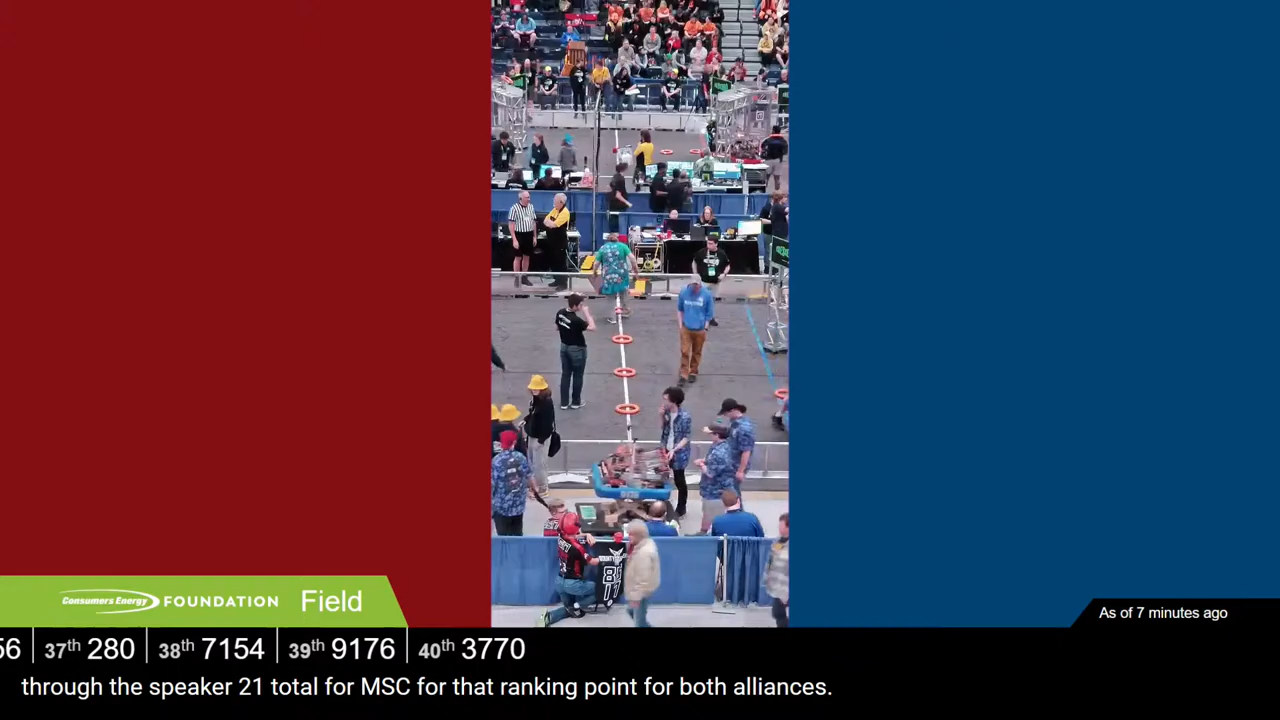 Consumers Energy FOUNDATION Field
As of 7 minutes ago
56 37th 280 38th 7154 39th 9176 40th 3770
through the speaker 21 total for MSC for that ranking point for both alliances.